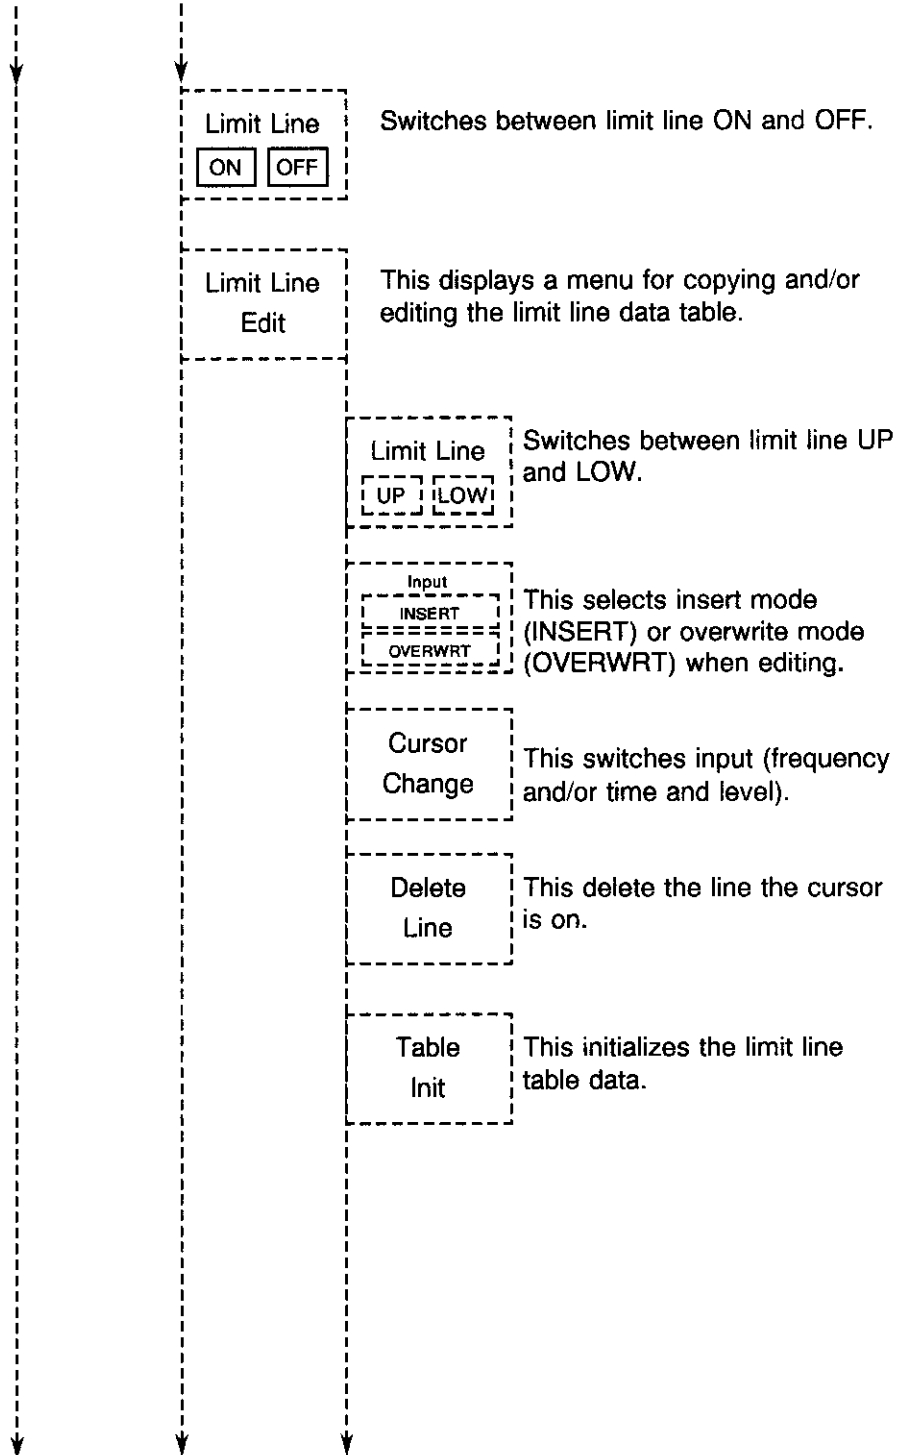 Limit Line
ON OFF
Switches between limit line ON and OFF.
Limit Line
Edit
This displays a menu for copying and/or
editing the limit line data table.
Limit Line
UP LOW
Switches between limit line UP
and LOW.
Input
INSERT
OVERWRT
This selects insert mode
(INSERT) or overwrite mode
(OVERWRT) when editing.
Cursor
Change
This switches input (frequency
and/or time and level).
Delete
Line
This delete the line the cursor
is on.
Table
Init
This initializes the limit line
table data.